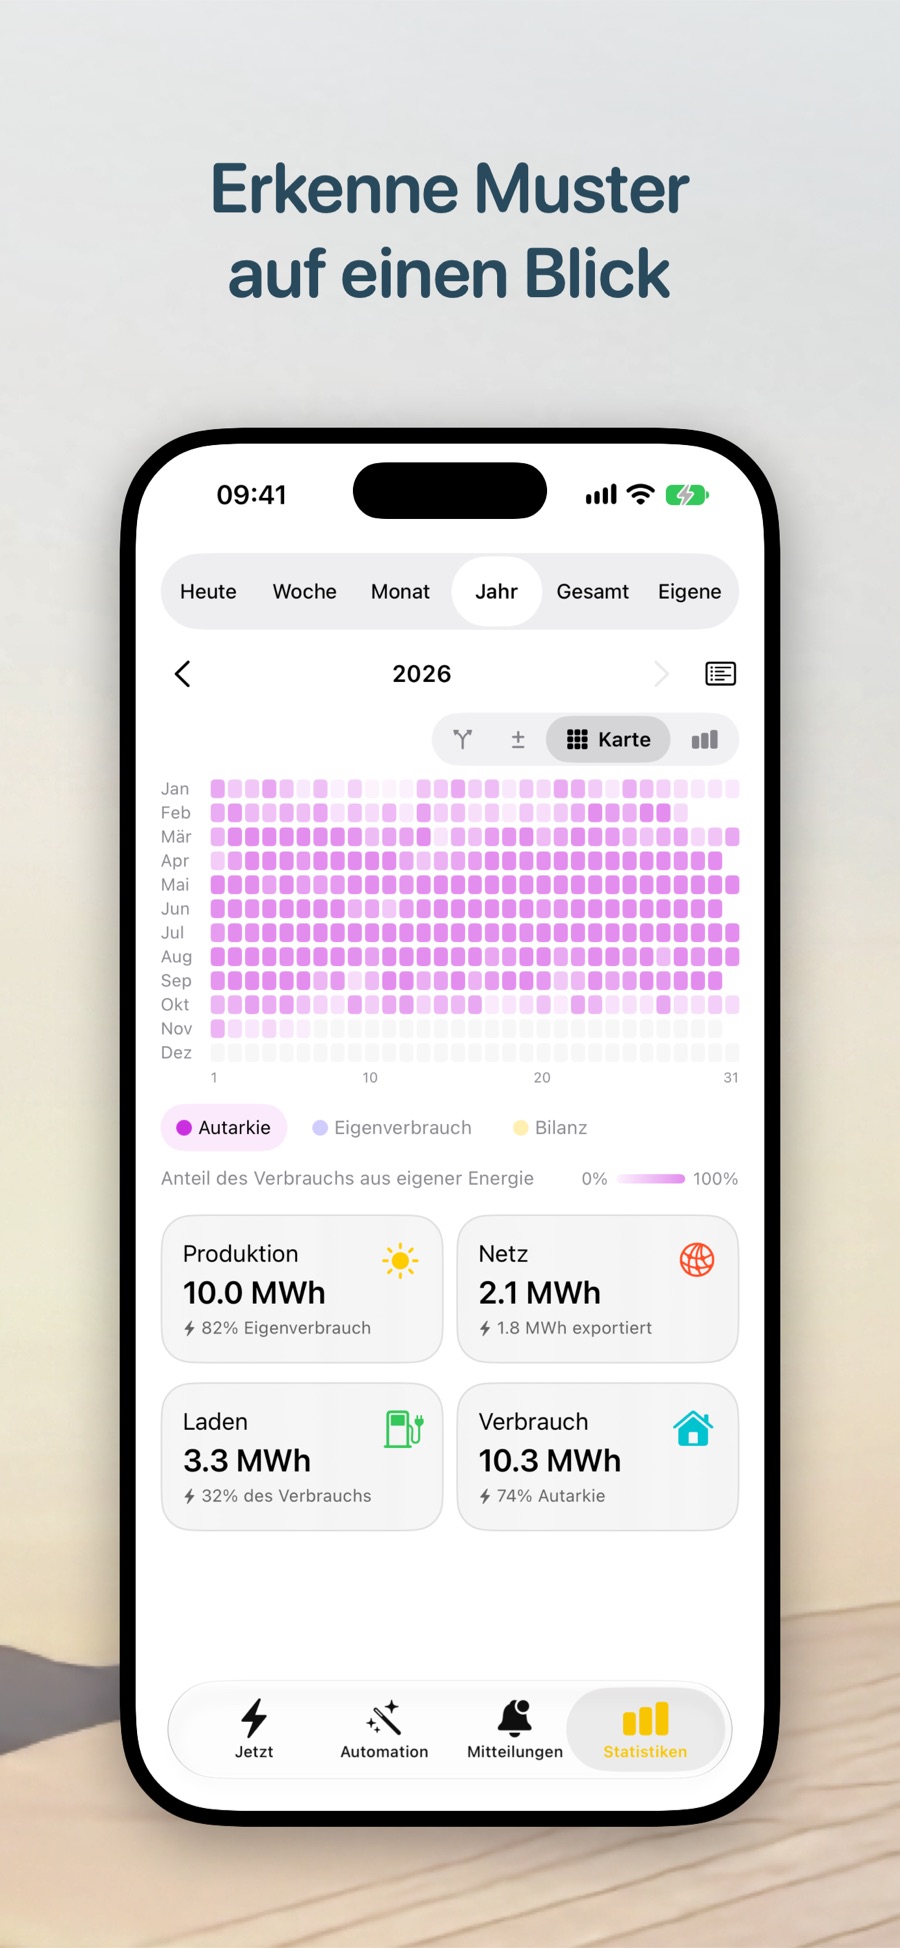 Erkenne Muster
auf einen Blick
09:41
Heute Woche Monat Jahr Gesamt Eigene
2026
Karte
Jan
Feb
Mär
Apr
Mai
Jun
Jul
Aug
Sep
Okt
Nov
Dez
1 10 20 31
Autarkie Eigenverbrauch Bilanz
Anteil des Verbrauchs aus eigener Energie 0% 100%
Produktion
10.0 MWh
82% Eigenverbrauch
Netz
2.1 MWh
1.8 MWh exportiert
Laden
3.3 MWh
32% des Verbrauchs
Verbrauch
10.3 MWh
74% Autarkie
Jetzt Automation Mitteilungen Statistiken